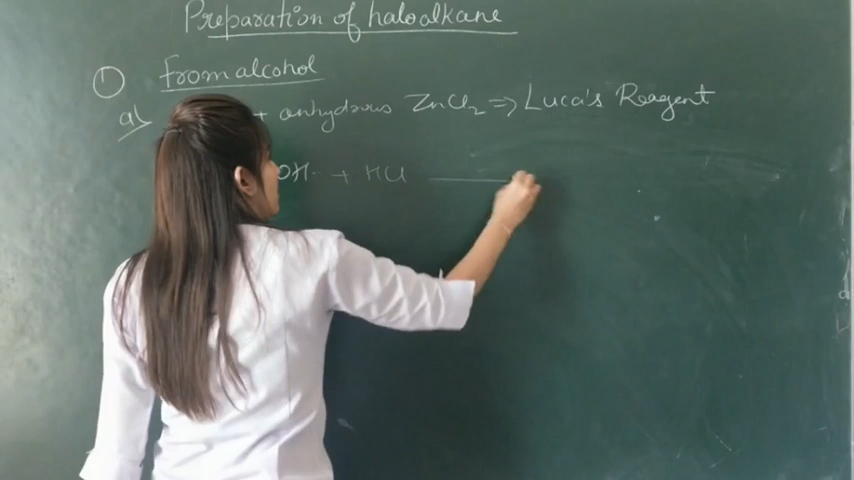 Preparation of haloalkane
① From alcohol
a) + anhydrous ZnCl₂ ⇒ Luca's Reagent
OH + HCl